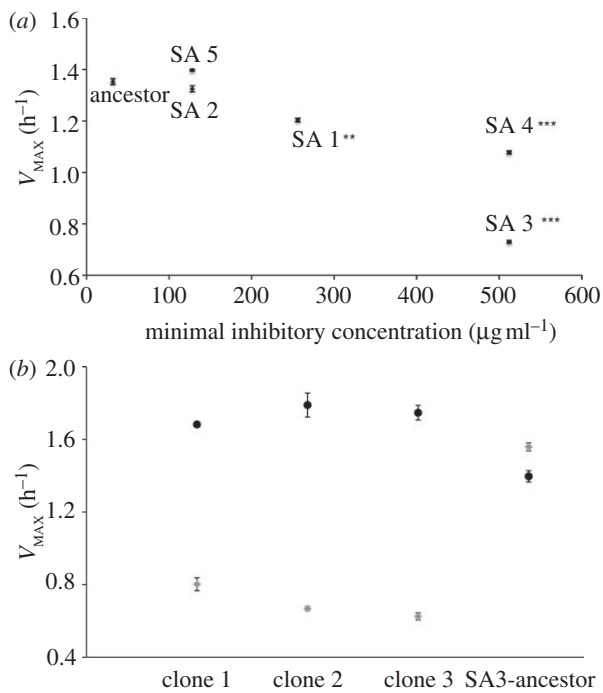 (a)
1.6
1.4
1.2
1.0
0.8
0.6
V_MAX (h⁻¹)
SA 5
ancestor
SA 2
SA 1 **
SA 4 ***
SA 3 ***
0 100 200 300 400 500 600
minimal inhibitory concentration (µg ml⁻¹)
(b)
2.0
1.6
1.2
0.8
0.4
V_MAX (h⁻¹)
clone 1 clone 2 clone 3 SA3-ancestor